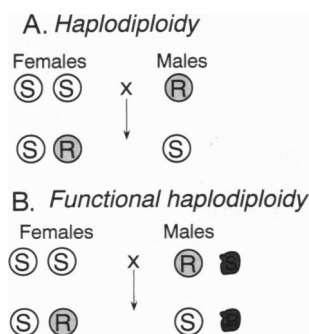 A. Haplodiploidy
Females Males
S S x R
S R S
B. Functional haplodiploidy
Females Males
S S x R
S R S